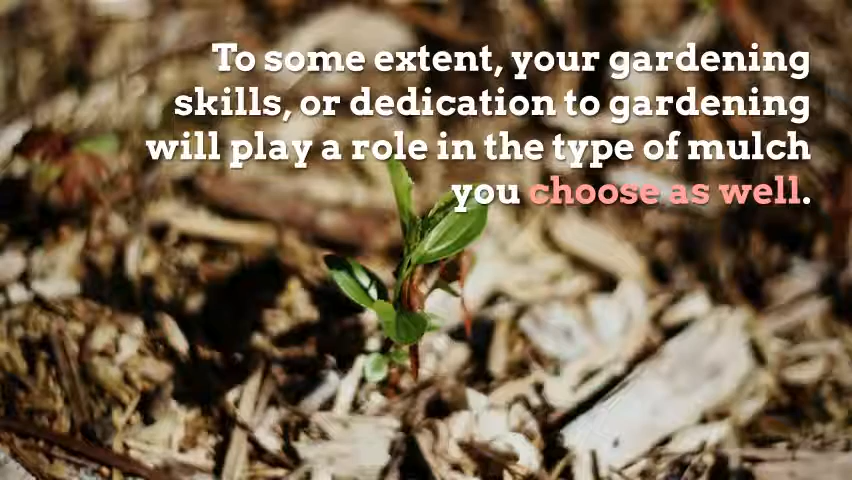 To some extent, your gardening
skills, or dedication to gardening
will play a role in the type of mulch
you choose as well.